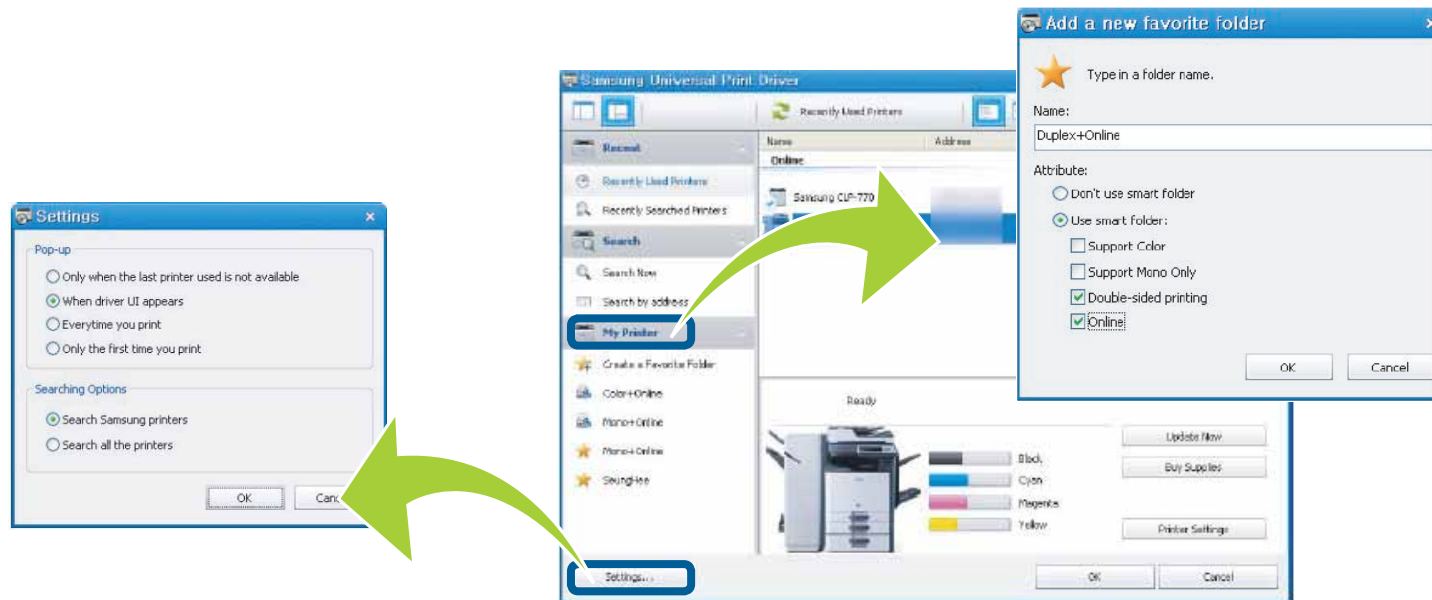 Settings
Pop-up
Only when the last printer used is not available
When driver UI appears
Everytime you print
Only the first time you print
Searching Options
Search Samsung printers
Search all the printers
OK
Canc
Samsung Universal Print Driver
Recently Used Printers
Recent
Recently Used Printers
Recently Searched Printers
Search
Search Now
Search by address
My Printer
Create a Favorite Folder
Color+Online
Mono+Online
Mono+Online
SeungHee
Settings...
Name Address
Online
Samsung CLP-770
Ready
Black
Cyan
Magenta
Yellow
Update Now
Buy Supplies
Printer Settings
OK Cancel
Add a new favorite folder
Type in a folder name.
Name:
Duplex+Online
Attribute:
Don't use smart folder
Use smart folder:
Support Color
Support Mono Only
Double-sided printing
Online
OK Cancel